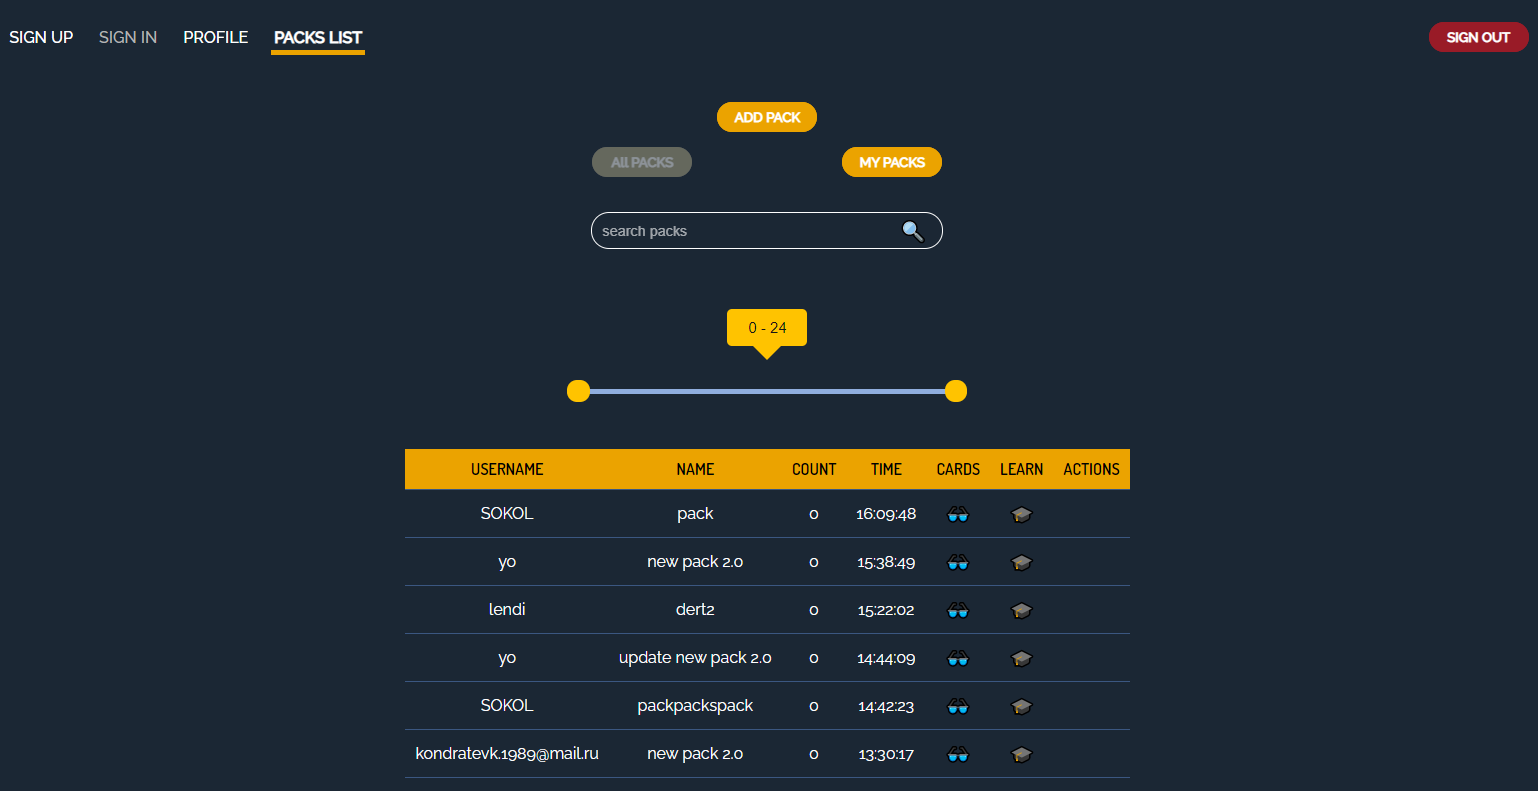 SIGN UP SIGN IN PROFILE PACKS LIST SIGN OUT
ADD PACK
All PACKS MY PACKS
search packs
0 - 24
USERNAME NAME COUNT TIME CARDS LEARN ACTIONS
SOKOL pack 0 16:09:48
yo new pack 2.0 0 15:38:49
lendi dert2 0 15:22:02
yo update new pack 2.0 0 14:44:09
SOKOL packpackspack 0 14:42:23
kondratevk.1989@mail.ru new pack 2.0 0 13:30:17